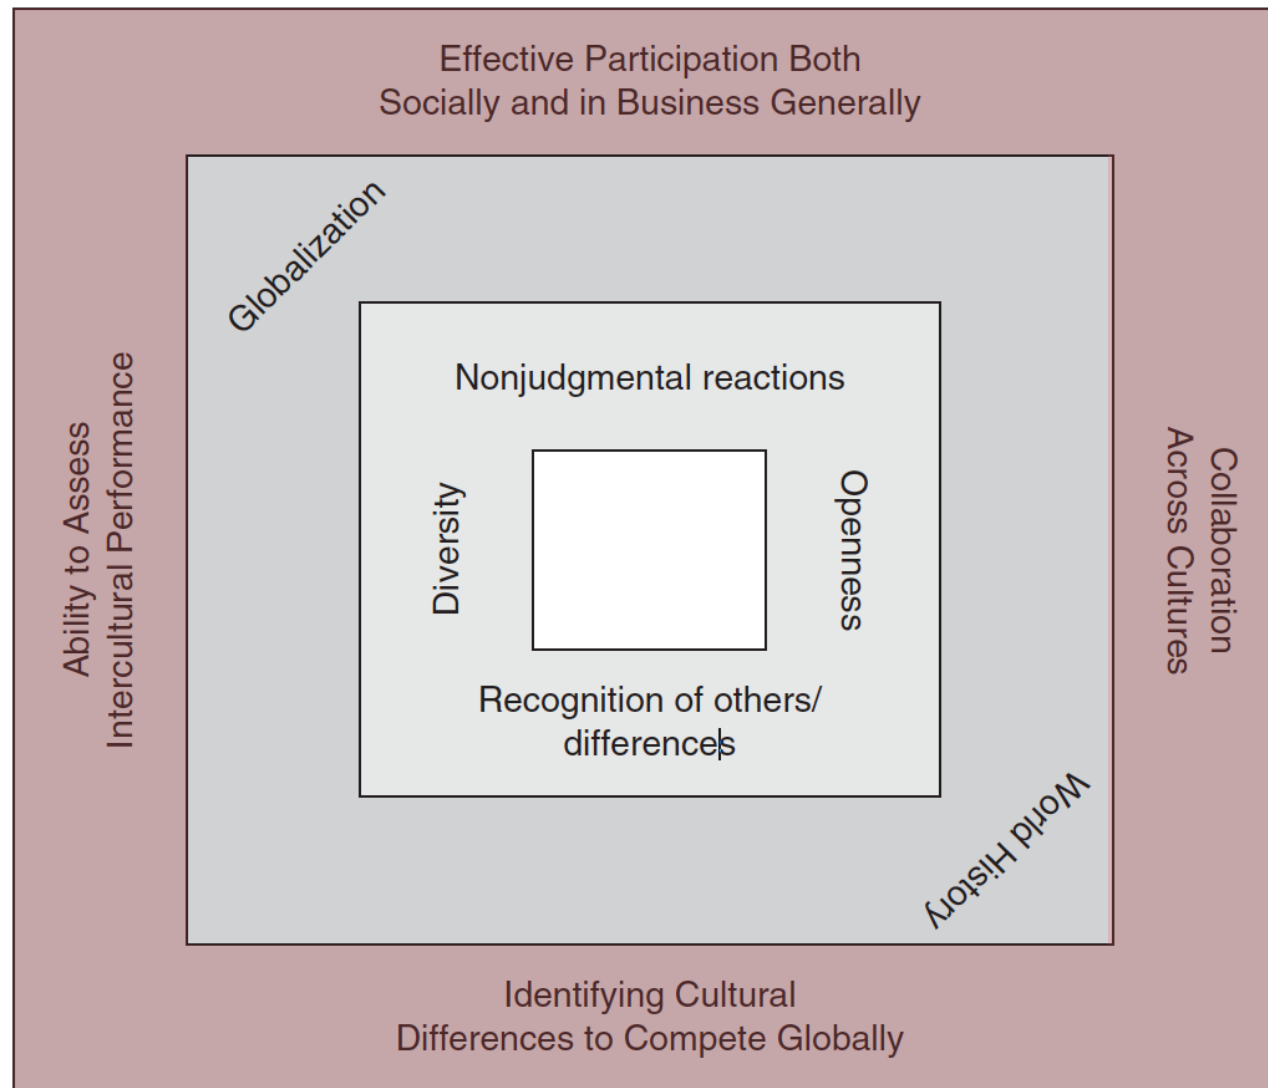 Effective Participation Both
Socially and in Business Generally
Globalization
Nonjudgmental reactions
Ability to Assess
Intercultural Performance
Diversity
Openness
Collaboration
Across Cultures
Recognition of others/
differences
World History
Identifying Cultural
Differences to Compete Globally